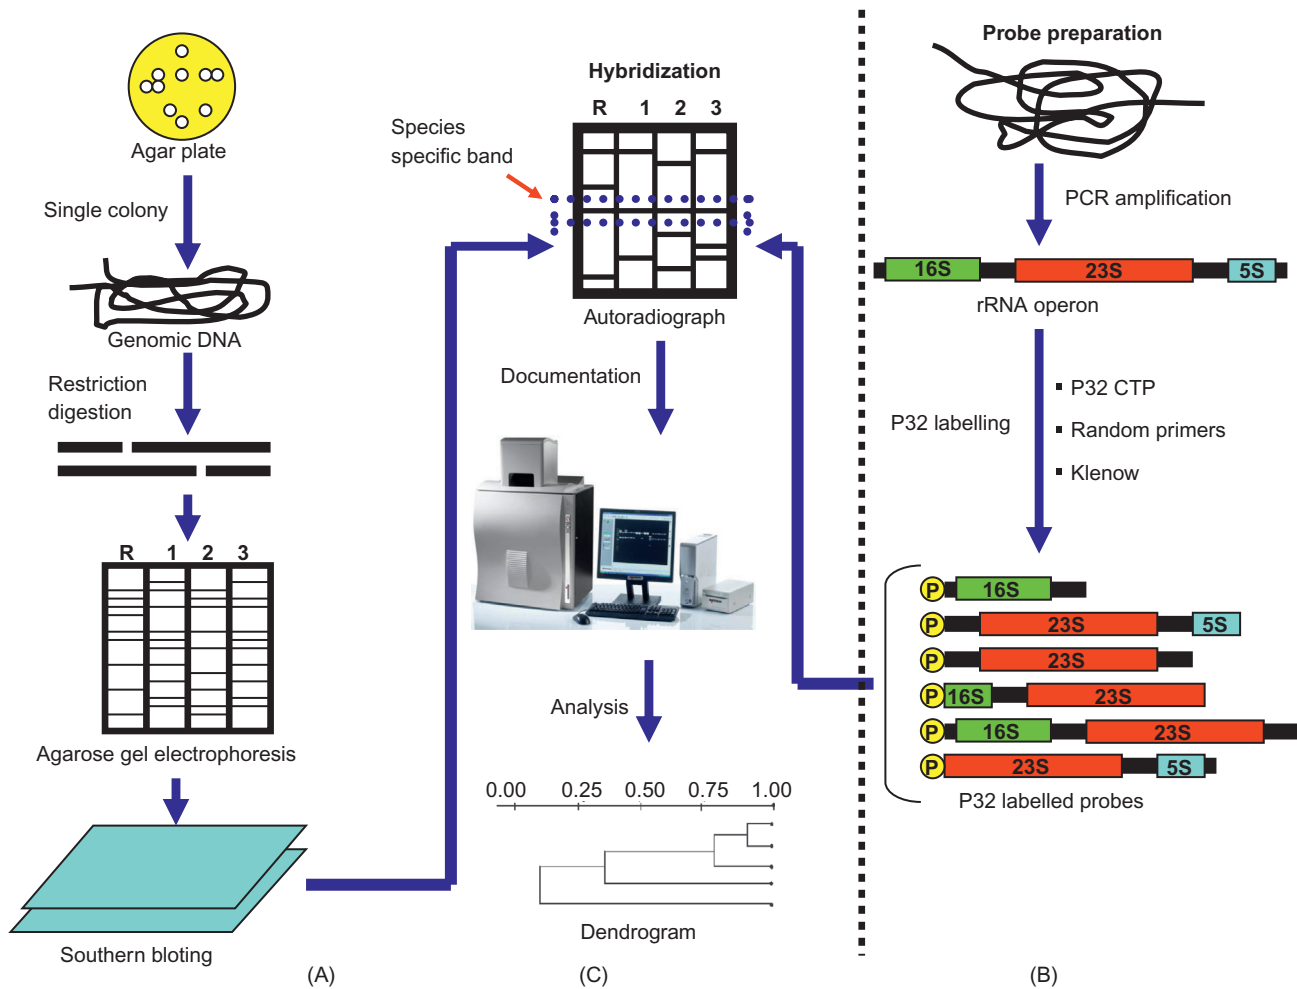 Agar plate
Single colony
Genomic DNA
Restriction
digestion
R 1 2 3
Agarose gel electrophoresis
Southern bloting
(A)
Hybridization
R 1 2 3
Species
specific band
Autoradiograph
Documentation
Analysis
0.00 0.25 0.50 0.75 1.00
Dendrogram
(C)
Probe preparation
PCR amplification
16S 23S 5S
rRNA operon
P32 labelling
▪ P32 CTP
▪ Random primers
▪ Klenow
P 16S
P 23S 5S
P 23S
P 16S 23S
P 16S 23S
P 23S 5S
P32 labelled probes
(B)